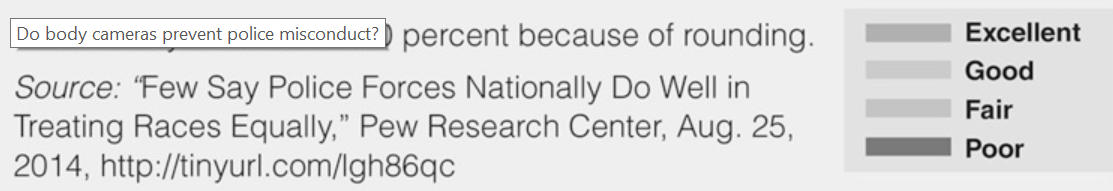 Do body cameras prevent police misconduct?
) percent because of rounding.
Source: “Few Say Police Forces Nationally Do Well in
Treating Races Equally,” Pew Research Center, Aug. 25,
2014, http://tinyurl.com/lgh86qc
Excellent
Good
Fair
Poor